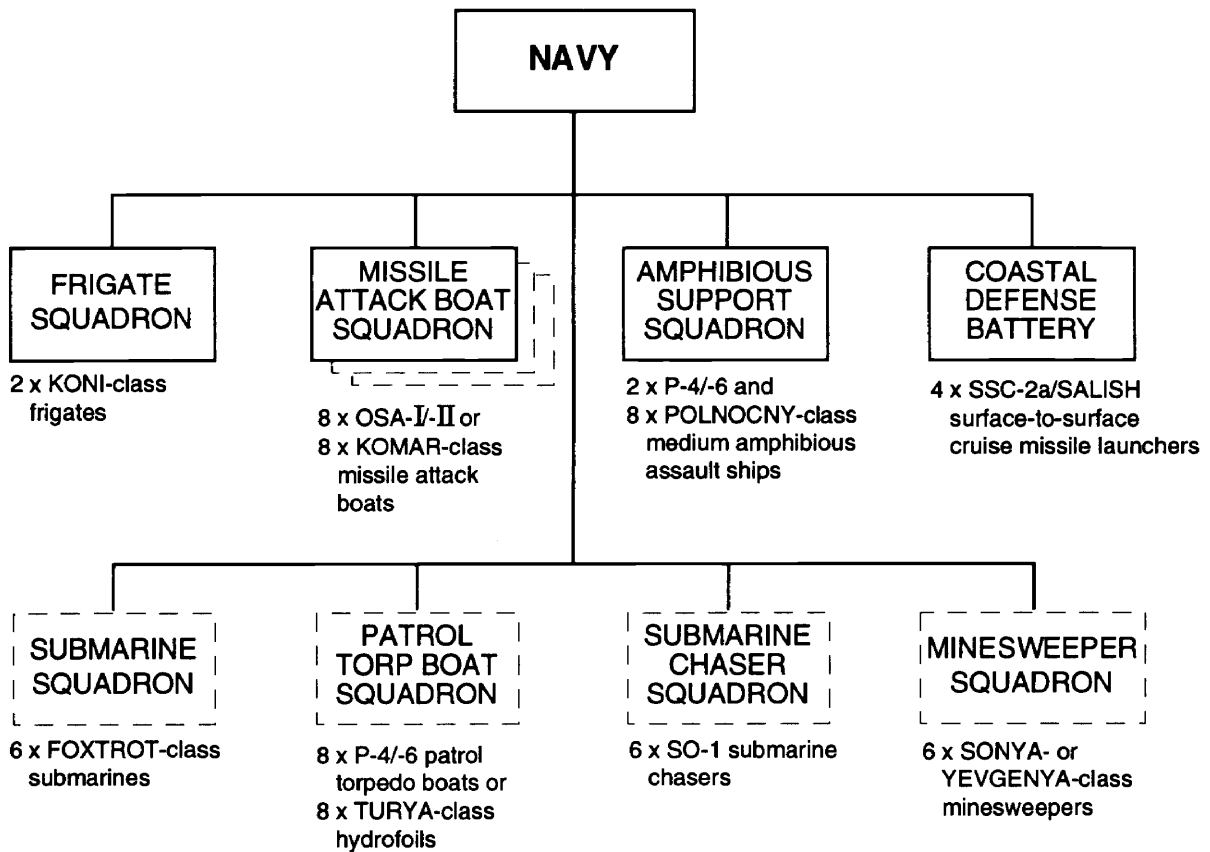 NAVY
FRIGATE
SQUADRON
2 x KONI-class
frigates
MISSILE
ATTACK BOAT
SQUADRON
8 x OSA-I/-II or
8 x KOMAR-class
missile attack
boats
AMPHIBIOUS
SUPPORT
SQUADRON
2 x P-4/-6 and
8 x POLNOCNY-class
medium amphibious
assault ships
COASTAL
DEFENSE
BATTERY
4 x SSC-2a/SALISH
surface-to-surface
cruise missile launchers
SUBMARINE
SQUADRON
6 x FOXTROT-class
submarines
PATROL
TORP BOAT
SQUADRON
8 x P-4/-6 patrol
torpedo boats or
8 x TURYA-class
hydrofoils
SUBMARINE
CHASER
SQUADRON
6 x SO-1 submarine
chasers
MINESWEEPER
SQUADRON
6 x SONYA- or
YEVGENYA-class
minesweepers